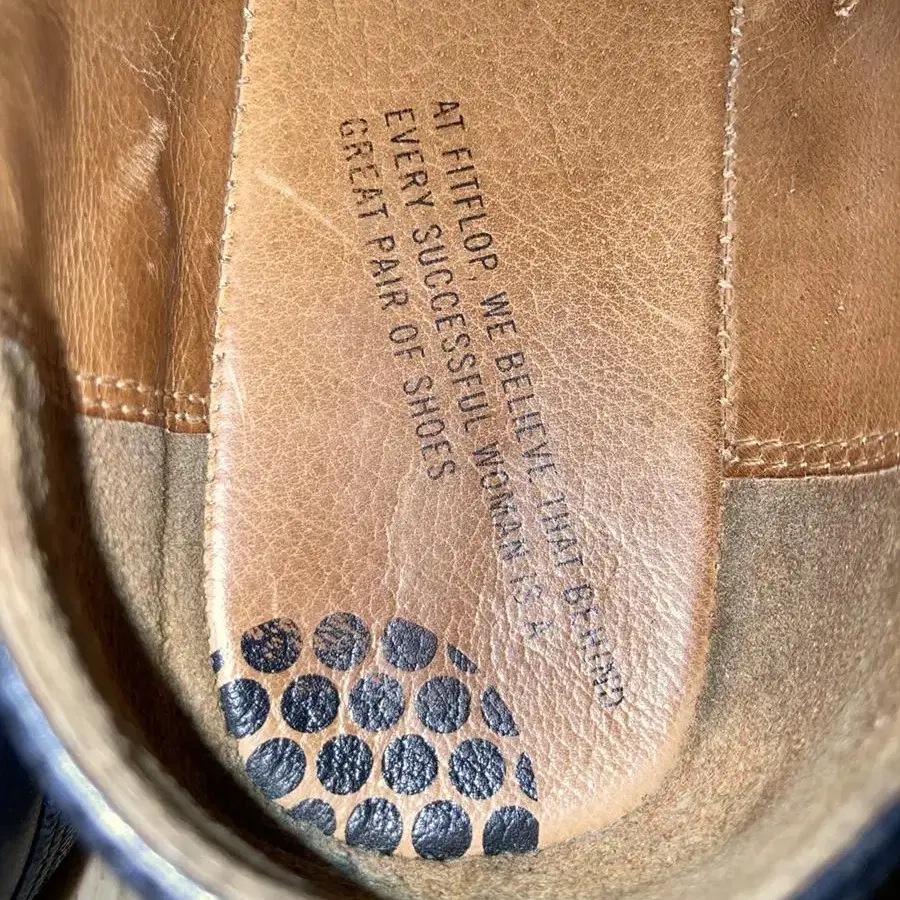 AT FITFLOP, WE BELIEVE THAT BEHIND
EVERY SUCCESSFUL WOMAN IS A
GREAT PAIR OF SHOES